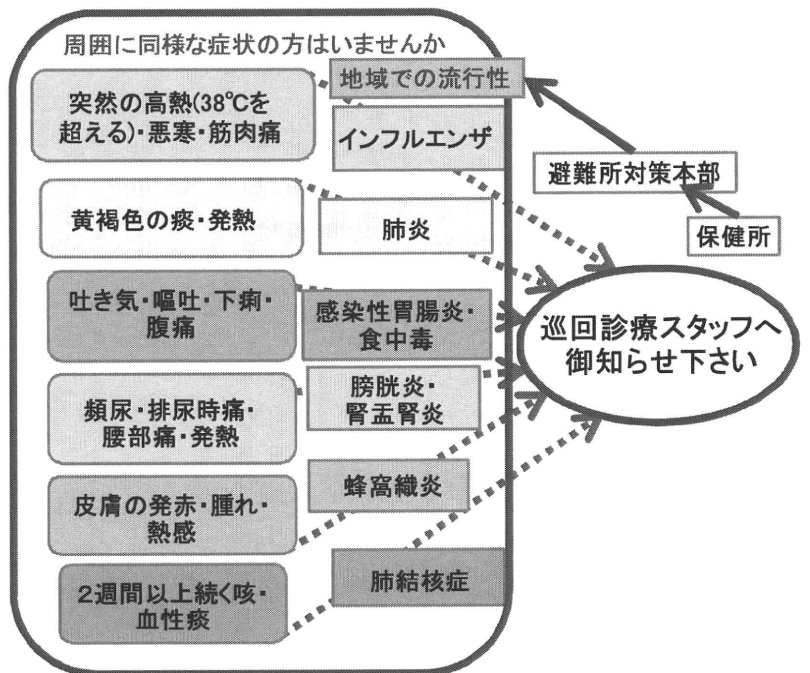 周囲に同様な症状の方はいませんか
地域での流行性
突然の高熱(38℃を
超える)・悪寒・筋肉痛
インフルエンザ
避難所対策本部
保健所
黄褐色の痰・発熱
肺炎
吐き気・嘔吐・下痢・
腹痛
感染性胃腸炎・
食中毒
巡回診療スタッフへ
御知らせ下さい
頻尿・排尿時痛・
腰部痛・発熱
膀胱炎・
腎盂腎炎
皮膚の発赤・腫れ・
熱感
蜂窩織炎
2週間以上続く咳・
血性痰
肺結核症